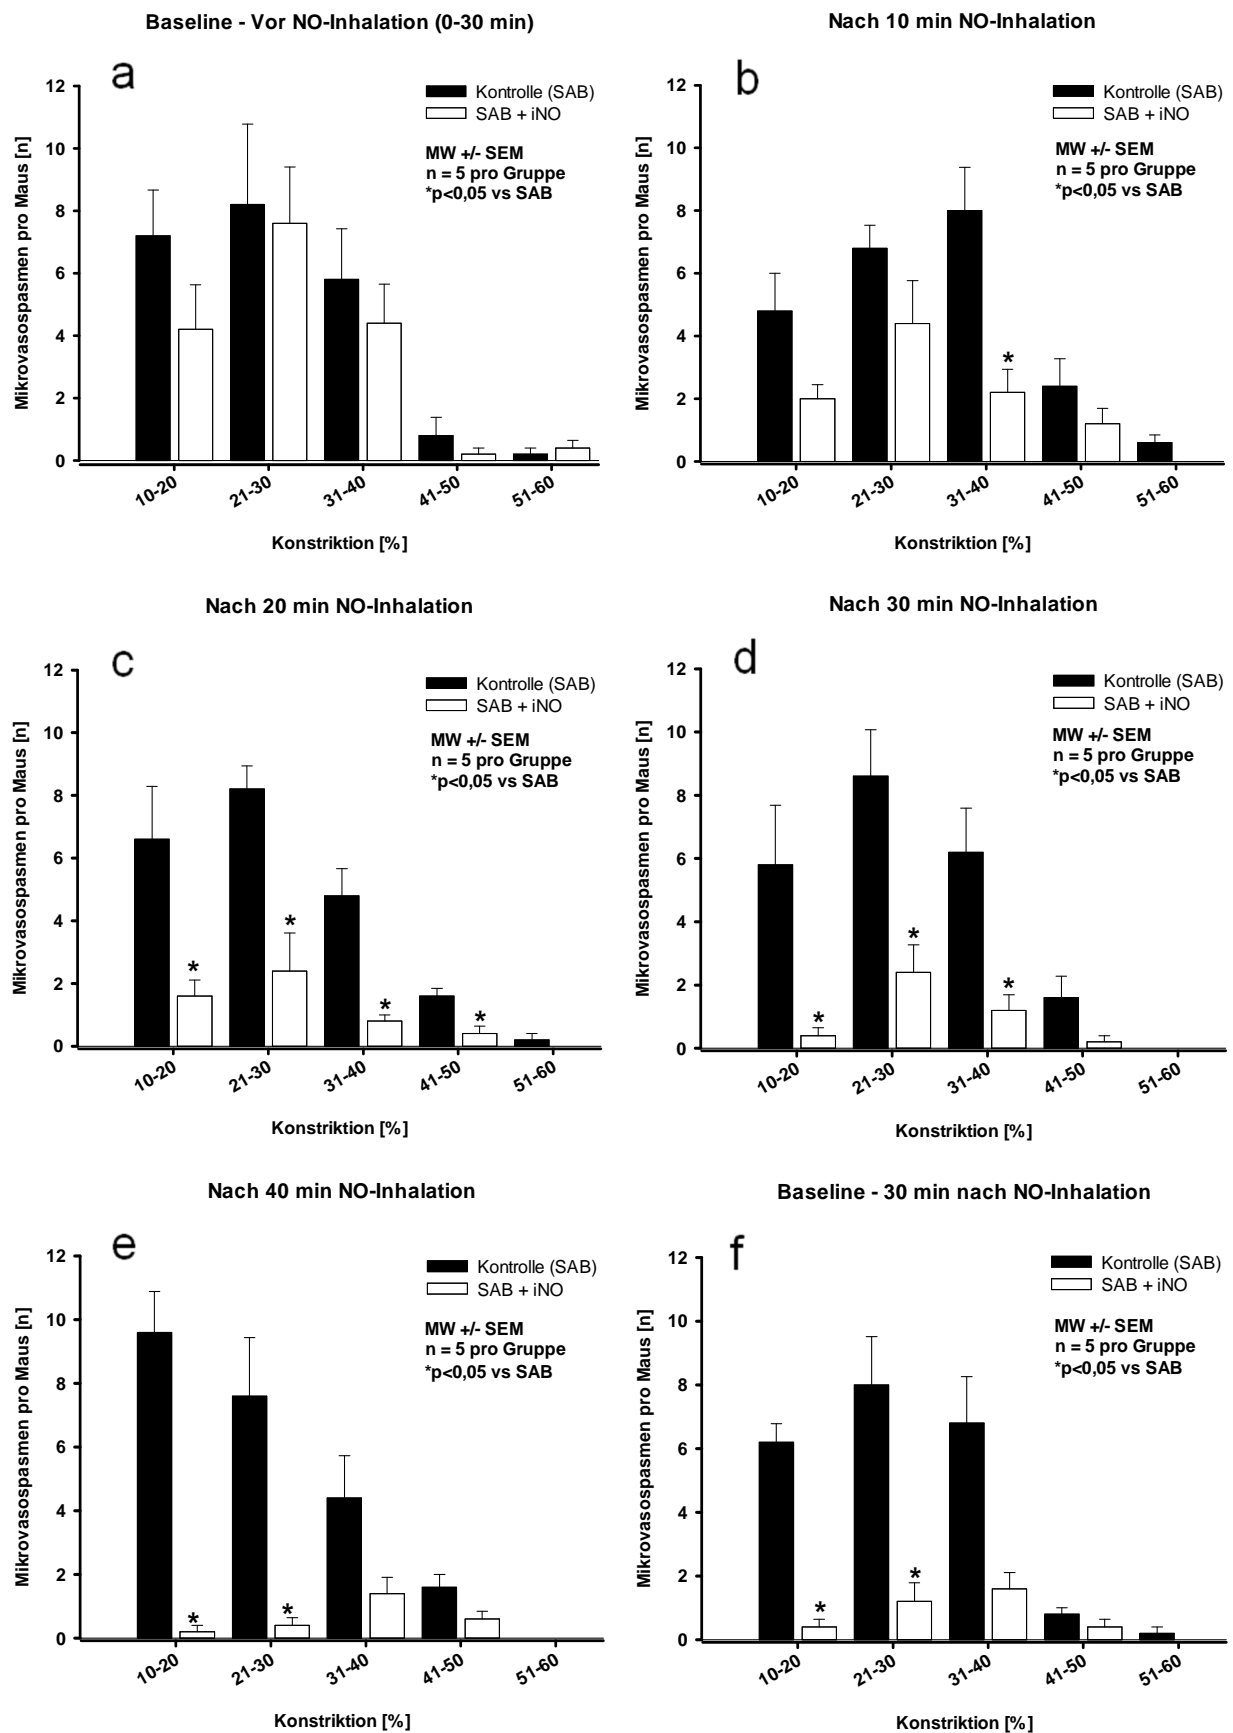 Baseline - Vor NO-Inhalation (0-30 min)
a
Kontrolle (SAB)
SAB + iNO
MW +/- SEM
n = 5 pro Gruppe
*p<0,05 vs SAB
Mikrovasospasmen pro Maus [n]
12
10
8
6
4
2
0
10-20
21-30
31-40
41-50
51-60
Konstriktion [%]
Nach 10 min NO-Inhalation
b
Kontrolle (SAB)
SAB + iNO
MW +/- SEM
n = 5 pro Gruppe
*p<0,05 vs SAB
Mikrovasospasmen pro Maus [n]
12
10
8
6
4
2
0
*
10-20
21-30
31-40
41-50
51-60
Konstriktion [%]
Nach 20 min NO-Inhalation
c
Kontrolle (SAB)
SAB + iNO
MW +/- SEM
n = 5 pro Gruppe
*p<0,05 vs SAB
Mikrovasospasmen pro Maus [n]
12
10
8
6
4
2
0
* * * *
10-20
21-30
31-40
41-50
51-60
Konstriktion [%]
Nach 30 min NO-Inhalation
d
Kontrolle (SAB)
SAB + iNO
MW +/- SEM
n = 5 pro Gruppe
*p<0,05 vs SAB
Mikrovasospasmen pro Maus [n]
12
10
8
6
4
2
0
* * *
10-20
21-30
31-40
41-50
51-60
Konstriktion [%]
Nach 40 min NO-Inhalation
e
Kontrolle (SAB)
SAB + iNO
MW +/- SEM
n = 5 pro Gruppe
*p<0,05 vs SAB
Mikrovasospasmen pro Maus [n]
12
10
8
6
4
2
0
* *
10-20
21-30
31-40
41-50
51-60
Konstriktion [%]
Baseline - 30 min nach NO-Inhalation
f
Kontrolle (SAB)
SAB + iNO
MW +/- SEM
n = 5 pro Gruppe
*p<0,05 vs SAB
Mikrovasospasmen pro Maus [n]
12
10
8
6
4
2
0
* *
10-20
21-30
31-40
41-50
51-60
Konstriktion [%]